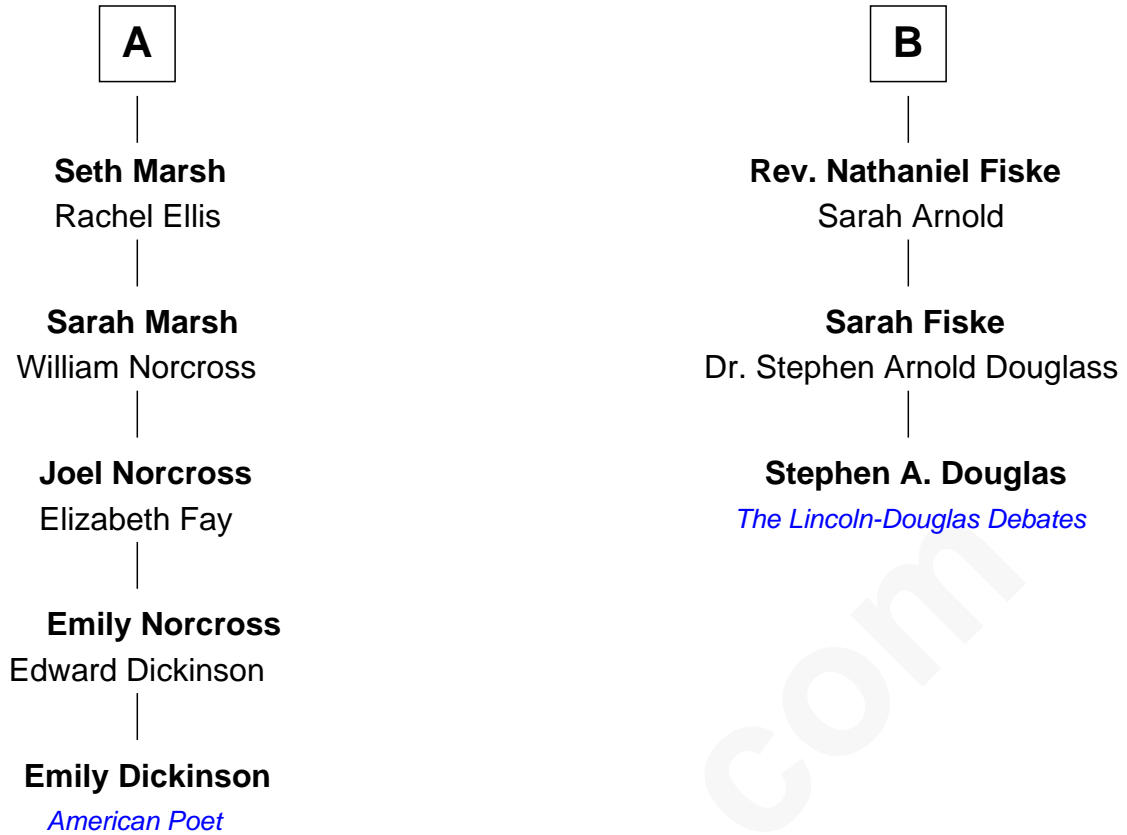 A
Seth Marsh
Rachel Ellis
Sarah Marsh
William Norcross
Joel Norcross
Elizabeth Fay
Emily Norcross
Edward Dickinson
Emily Dickinson
American Poet
B
Rev. Nathaniel Fiske
Sarah Arnold
Sarah Fiske
Dr. Stephen Arnold Douglass
Stephen A. Douglas
The Lincoln-Douglas Debates
com